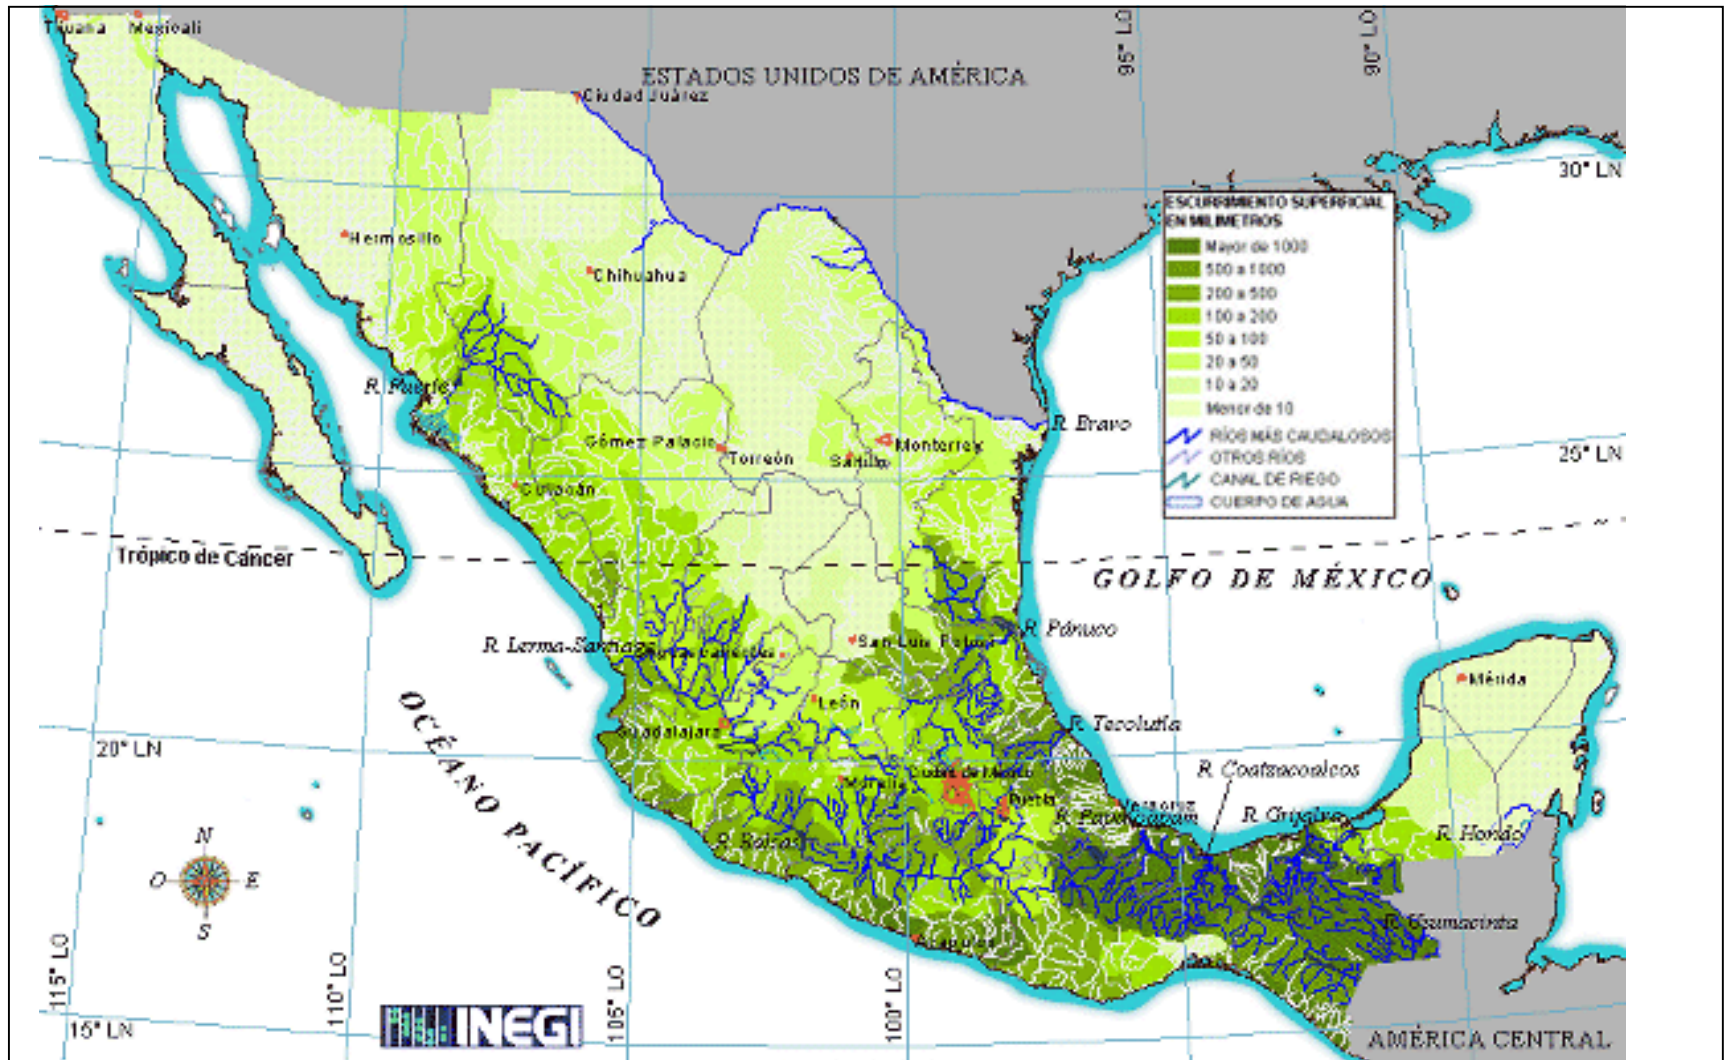 Tijuana
Mexicali
ESTADOS UNIDOS DE AMÉRICA
95° LO
90° LO
Ciudad Juárez
30° LN
ESCURRIMIENTO SUPERFICIAL
EN MILIMETROS
Mayor de 1000
500 a 1000
200 a 500
100 a 200
50 a 100
20 a 50
10 a 20
Menor de 10
RÍOS MÁS CAUDALOSOS
OTROS RÍOS
CANAL DE RIEGO
CUERPO DE AGUA
Hermosillo
Chihuahua
R. Fuerte
R. Bravo
Gómez Palacio
Torreón
Saltillo
Monterrey
25° LN
Culiacán
Trópico de Cáncer
GOLFO DE MÉXICO
R. Pánuco
R. Lerma-Santiago
San Luis Potosí
Mérida
León
Guadalajara
R. Tecolutla
20° LN
OCÉANO PACÍFICO
Ciudad de México
R. Coatzacoalcos
Morelia
Puebla
Veracruz
R. Papaloapam
R. Grijalva
R. Hondo
R. Balsas
N
O
E
S
R. Usumacinta
Acapulco
115° LO
110° LO
105° LO
100° LO
INEGI
15° LN
AMÉRICA CENTRAL